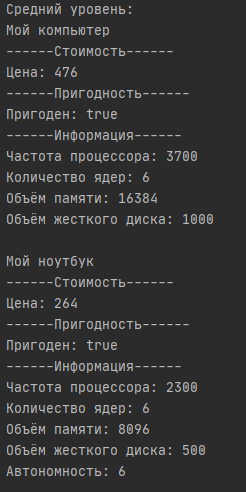 Средний уровень:
Мой компьютер
------Стоимость------
Цена: 476
------Пригодность------
Пригоден: true
------Информация------
Частота процессора: 3700
Количество ядер: 6
Объём памяти: 16384
Объём жесткого диска: 1000
Мой ноутбук
------Стоимость------
Цена: 264
------Пригодность------
Пригоден: true
------Информация------
Частота процессора: 2300
Количество ядер: 6
Объём памяти: 8096
Объём жесткого диска: 500
Автономность: 6